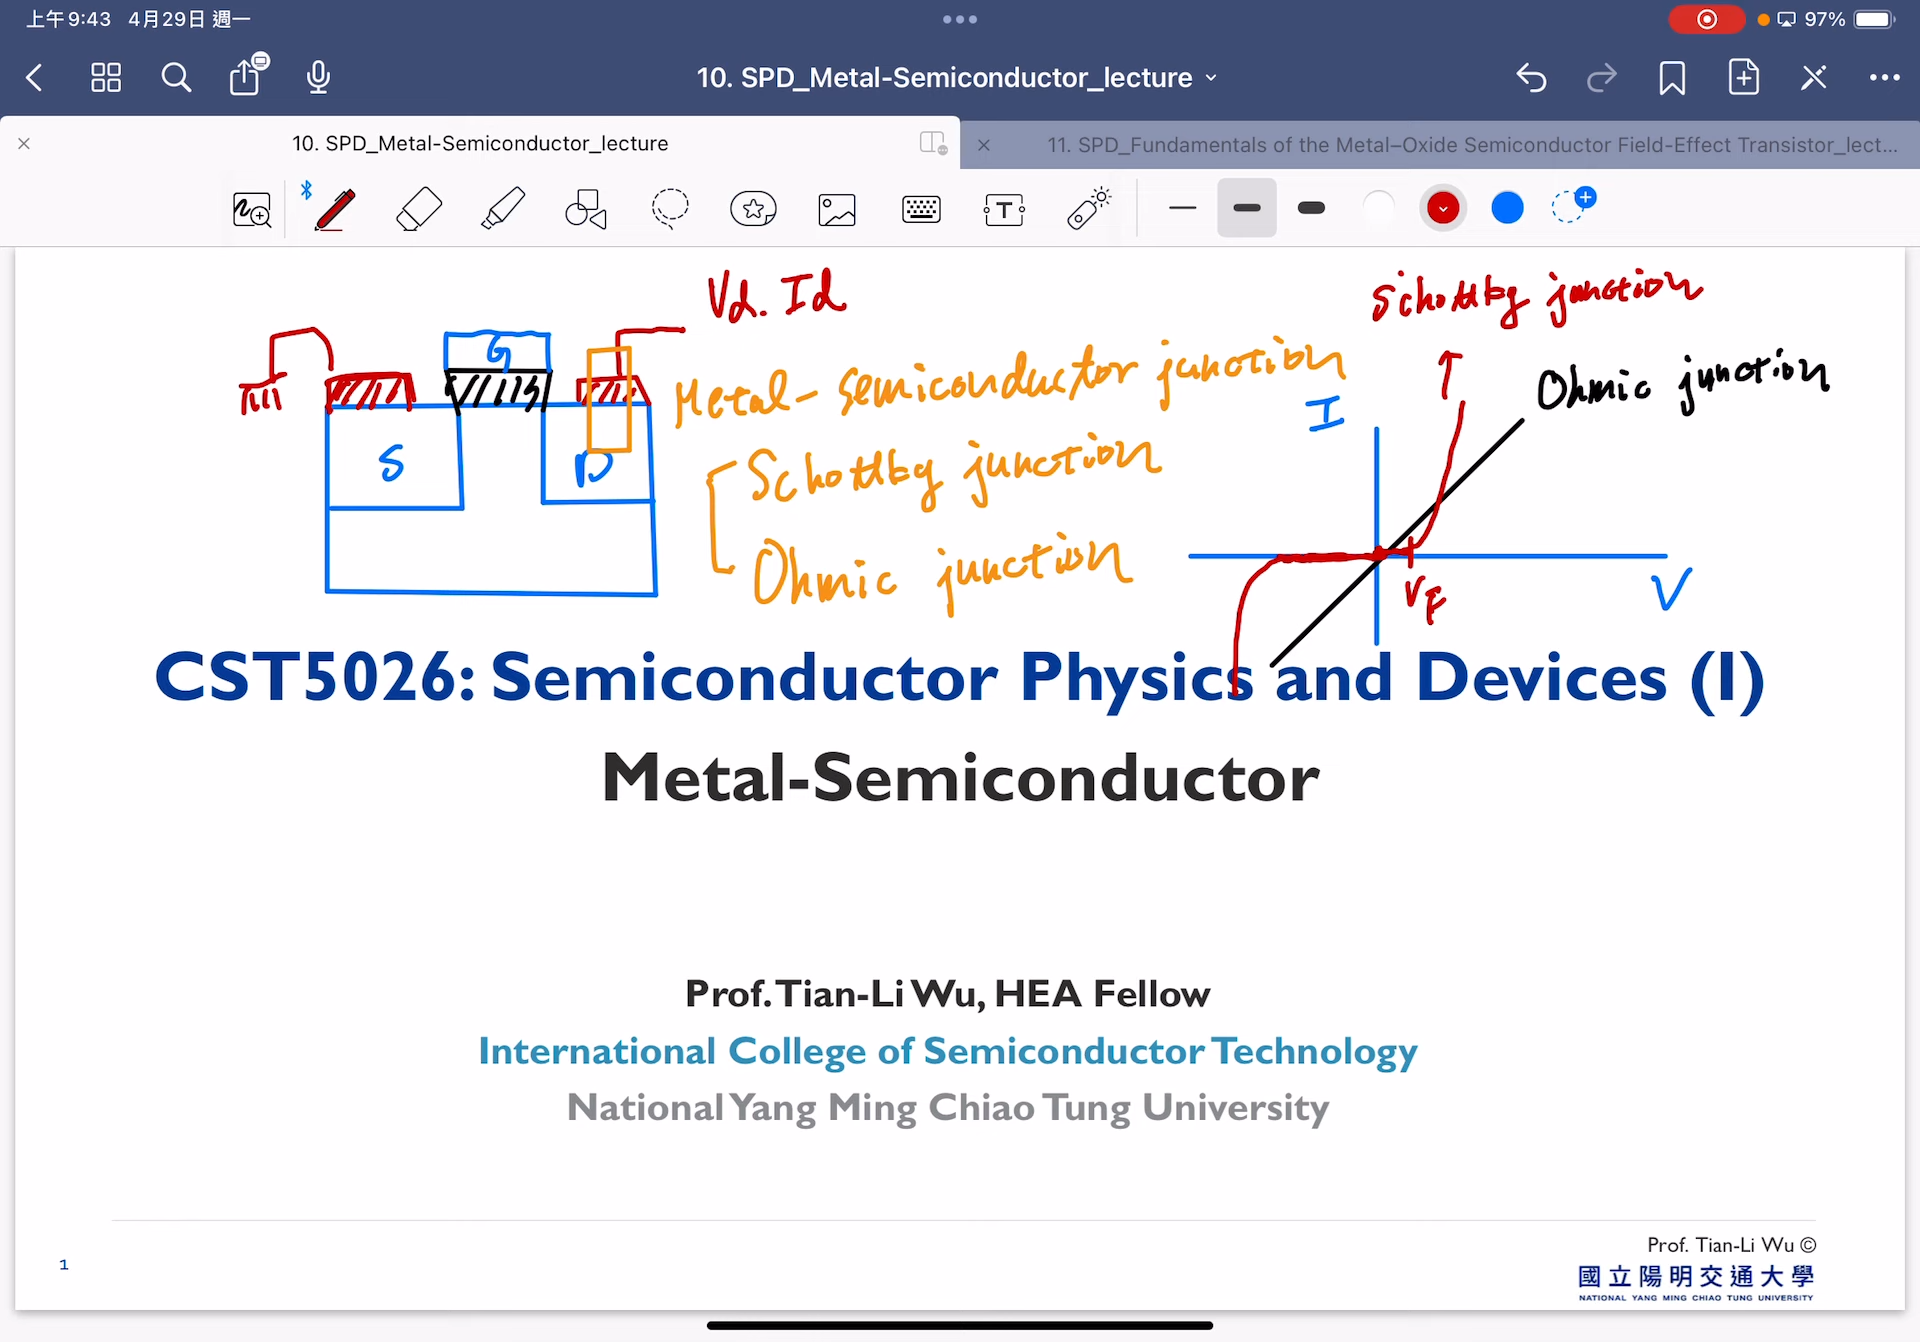 上午9:43 4月29日 週一
97%
10. SPD_Metal-Semiconductor_lecture
10. SPD_Metal-Semiconductor_lecture
11. SPD_Fundamentals of the Metal–Oxide Semiconductor Field-Effect Transistor_lect...
T
Vd. Id
Schottky junction
G
Metal-semiconductor junction
Ohmic junction
I
S
D
Schottky junction
Ohmic junction
VF
V
CST5026: Semiconductor Physics and Devices (I)
Metal-Semiconductor
Prof. Tian-Li Wu, HEA Fellow
International College of Semiconductor Technology
National Yang Ming Chiao Tung University
Prof. Tian-Li Wu ©
1
國立陽明交通大學
NATIONAL YANG MING CHIAO TUNG UNIVERSITY